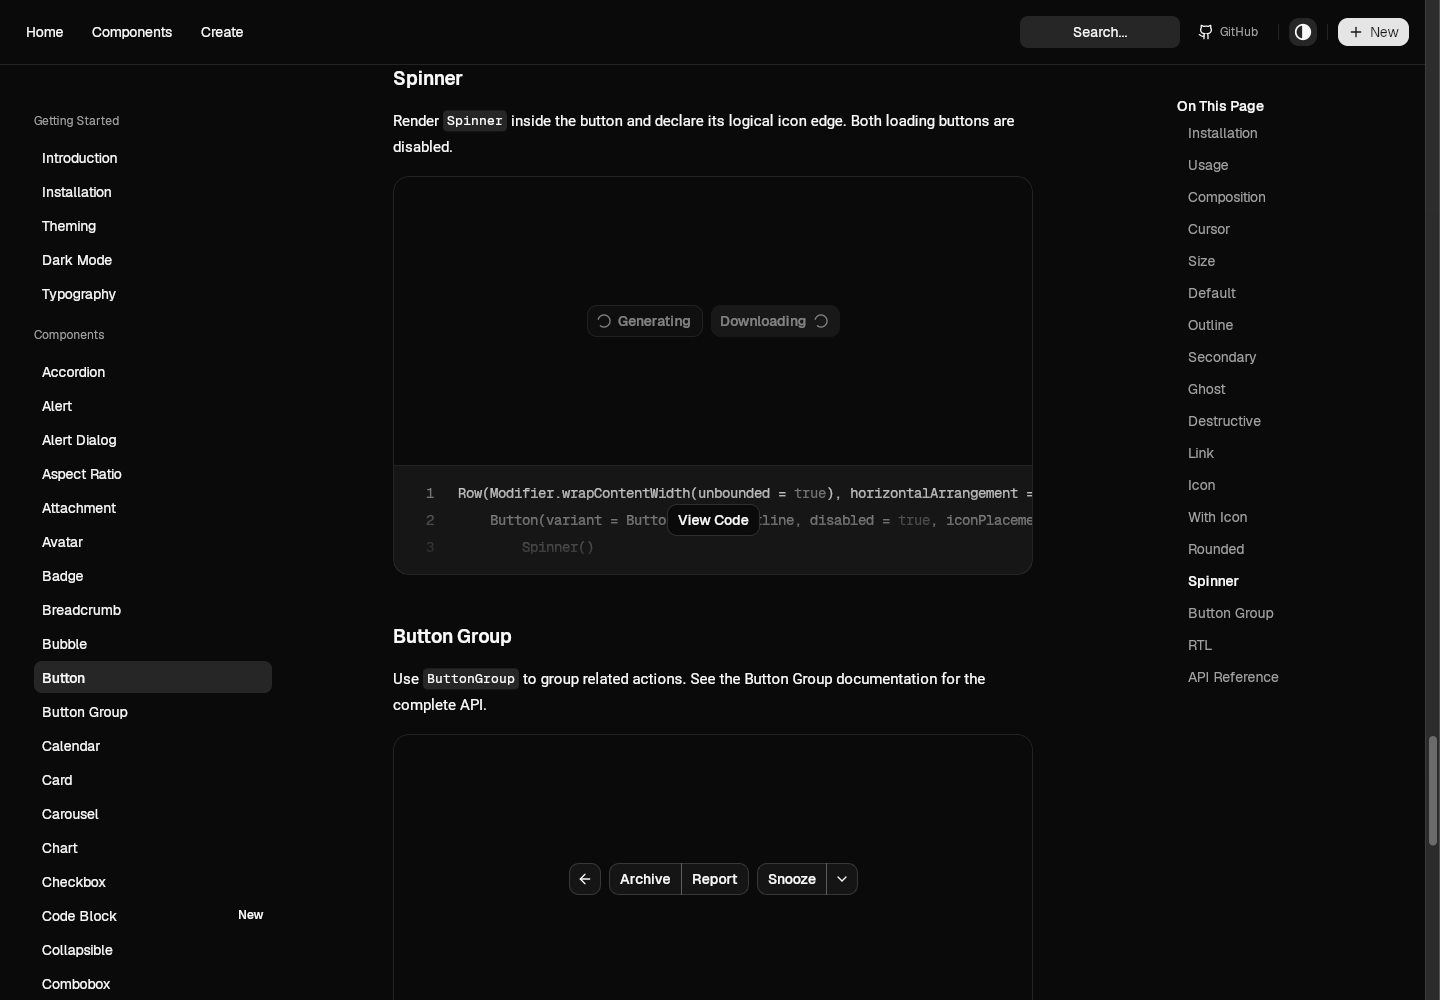 Home
Components
Create
Search...
GitHub
New
Getting Started
Introduction
Installation
Theming
Dark Mode
Typography
Components
Accordion
Alert
Alert Dialog
Aspect Ratio
Attachment
Avatar
Badge
Breadcrumb
Bubble
Button
Button Group
Calendar
Card
Carousel
Chart
Checkbox
Code Block New
Collapsible
Combobox
Spinner
Render Spinner inside the button and declare its logical icon edge. Both loading buttons are
disabled.
Generating
Downloading
1 Row(Modifier.wrapContentWidth(unbounded = true), horizontalArrangement =
2 Button(variant = Butto
View Code
line, disabled = true, iconPlaceme
3 Spinner()
Button Group
Use ButtonGroup to group related actions. See the Button Group documentation for the
complete API.
Archive
Report
Snooze
On This Page
Installation
Usage
Composition
Cursor
Size
Default
Outline
Secondary
Ghost
Destructive
Link
Icon
With Icon
Rounded
Spinner
Button Group
RTL
API Reference